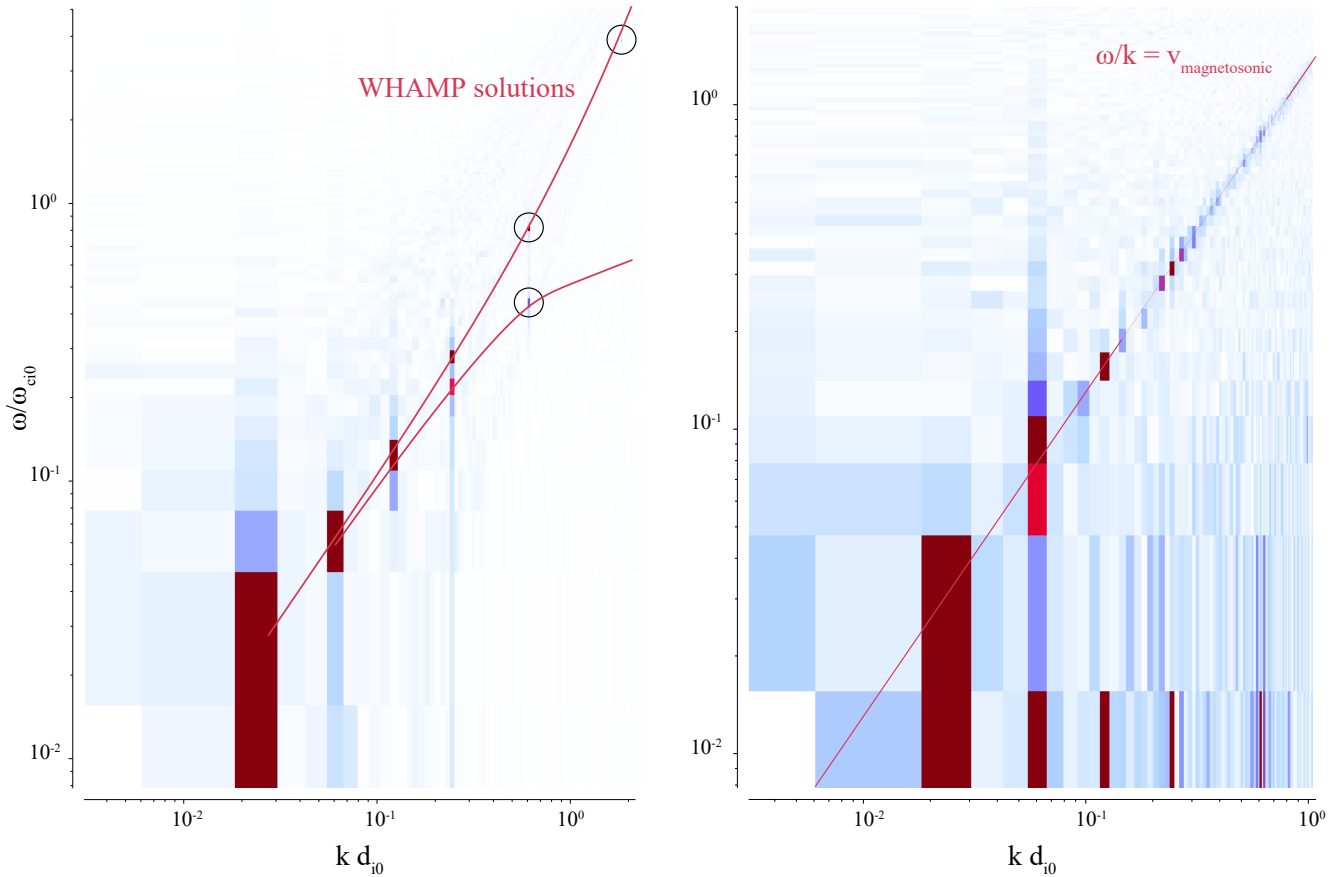 WHAMP solutions
ω/ω_ci0
10⁰
10⁻¹
10⁻²
10⁻²
10⁻¹
10⁰
k d_i0
ω/k = v_magnetosonic
10⁰
10⁻¹
10⁻²
10⁻²
10⁻¹
10⁰
k d_i0